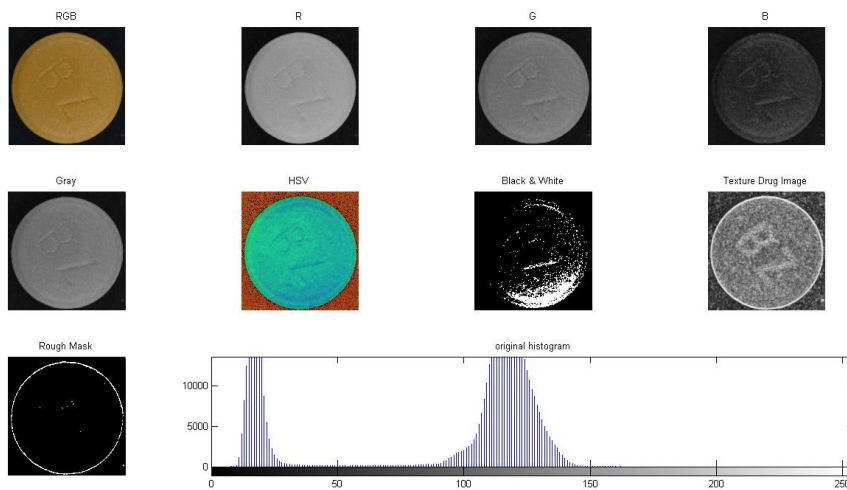 RGB
R
G
B
Gray
HSV
Black & White
Texture Drug Image
Rough Mask
original histogram
10000
5000
0
0
50
100
150
200
250